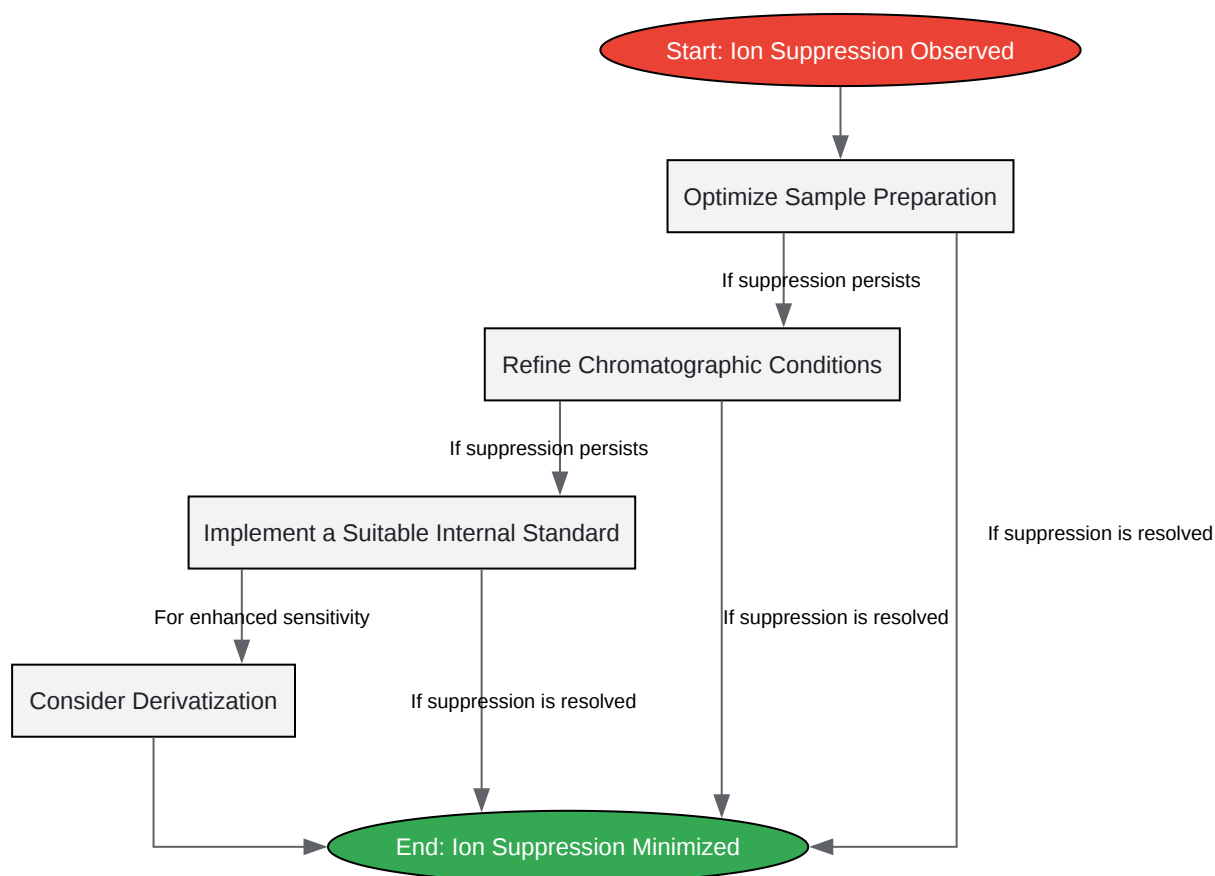 Start: Ion Suppression Observed
Optimize Sample Preparation
If suppression persists
Refine Chromatographic Conditions
If suppression persists
Implement a Suitable Internal Standard
If suppression is resolved
For enhanced sensitivity
If suppression is resolved
Consider Derivatization
If suppression is resolved
End: Ion Suppression Minimized